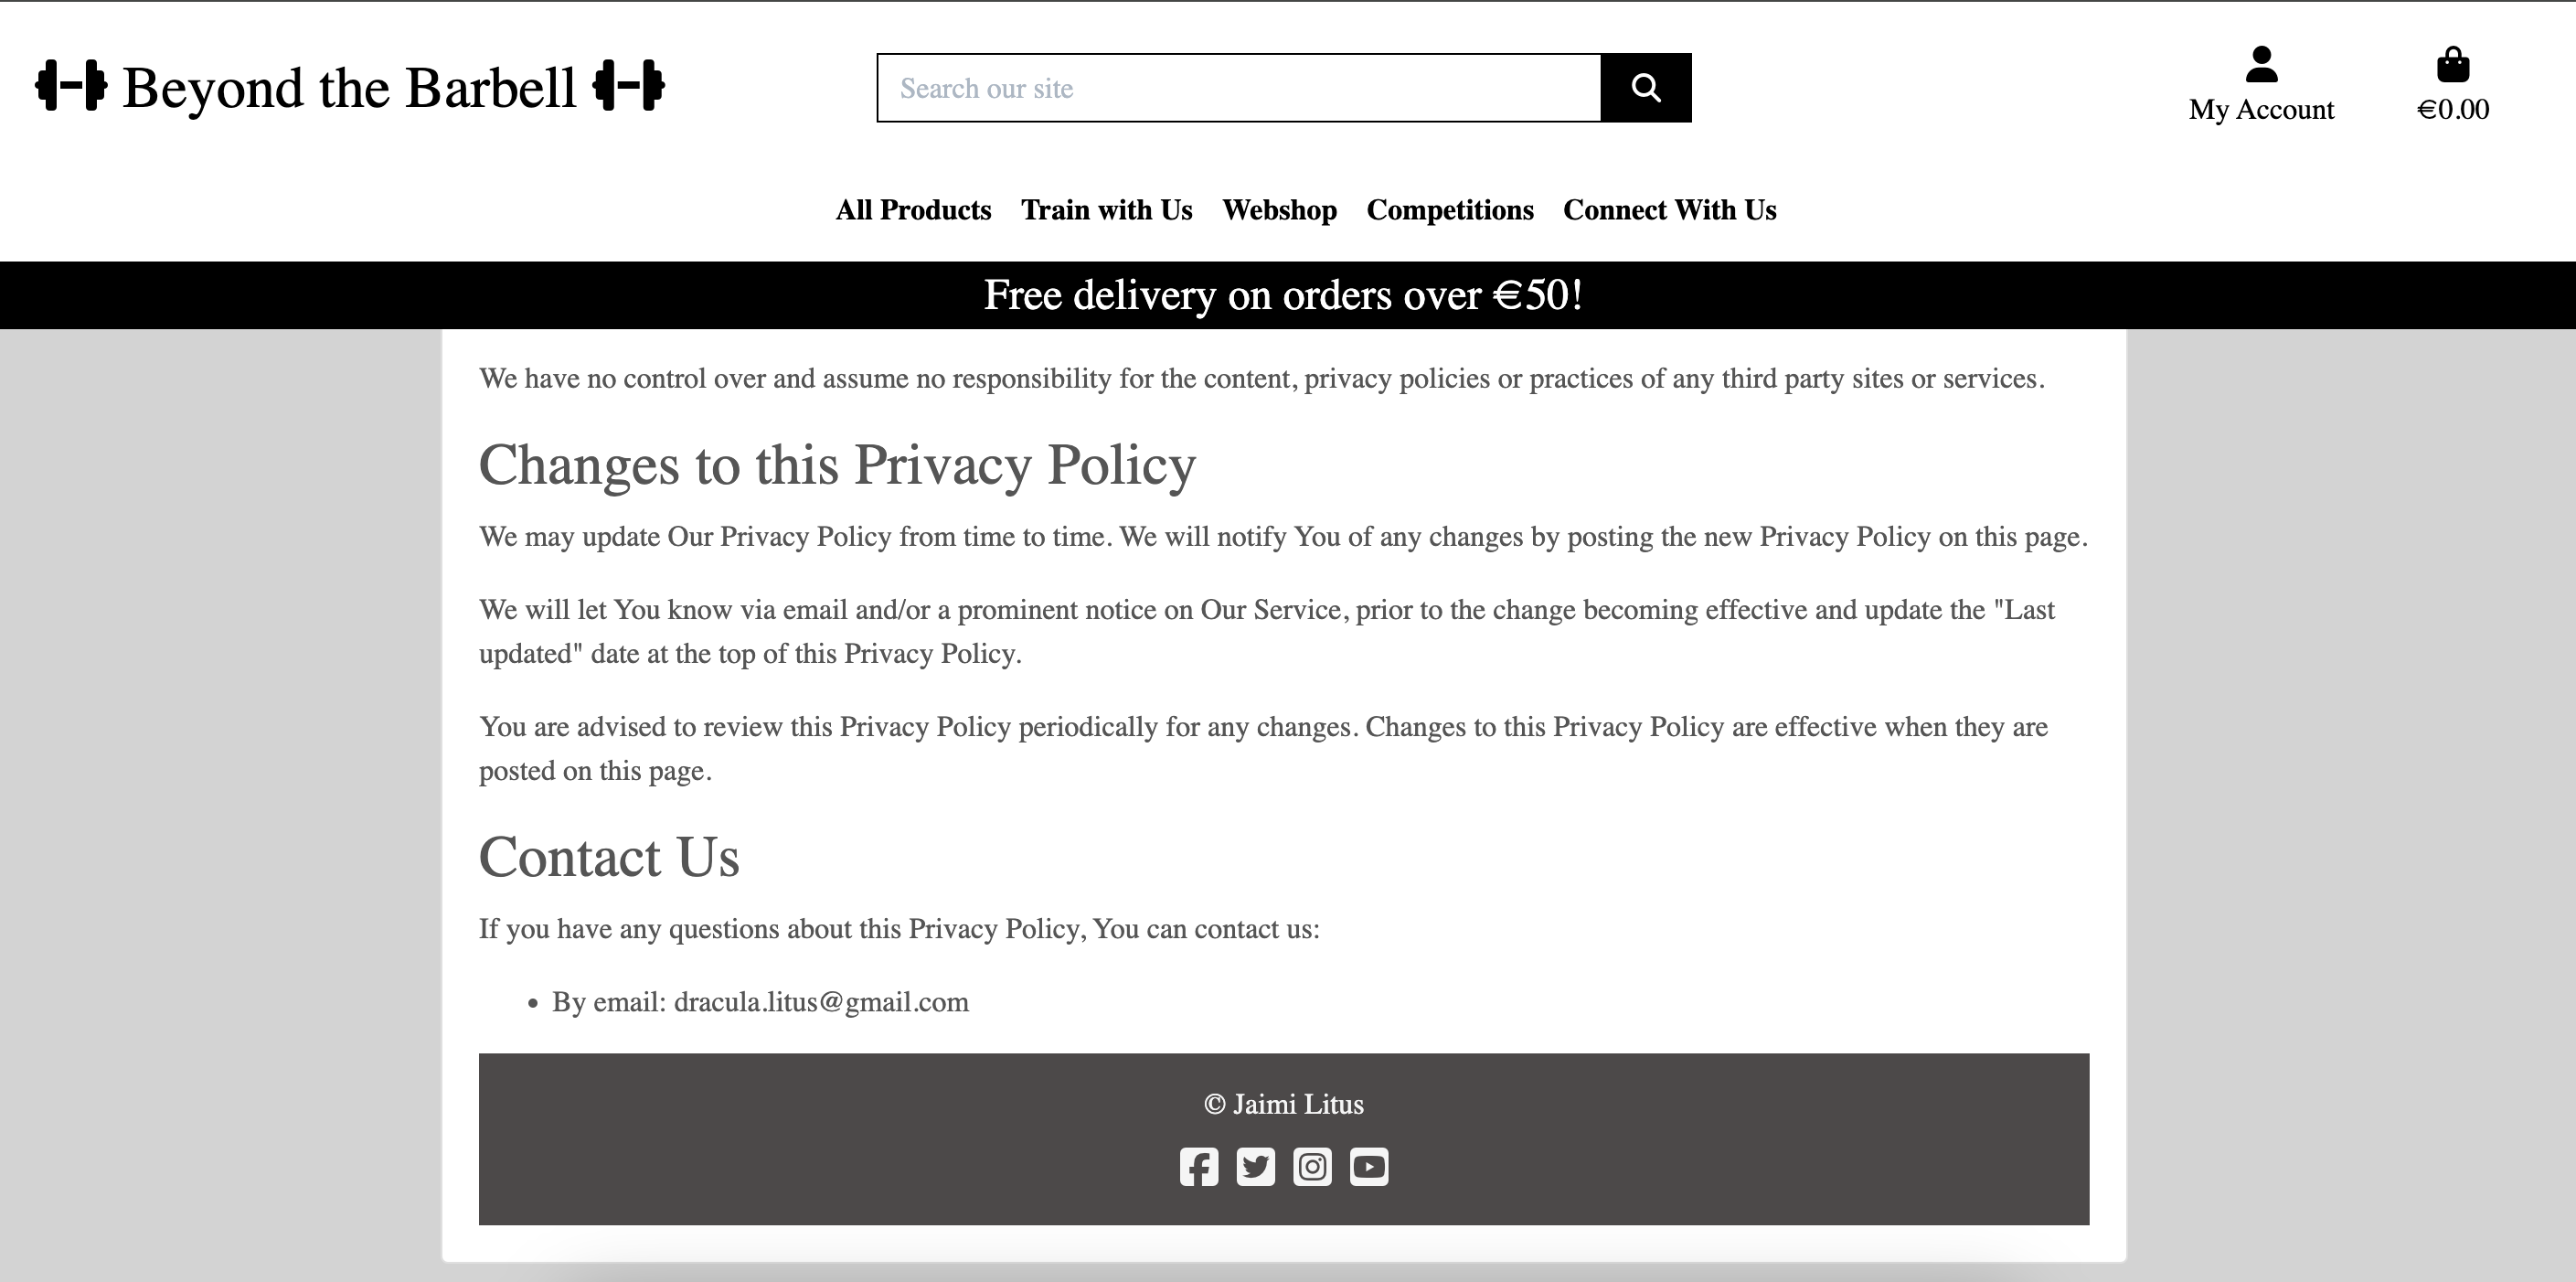 Beyond the Barbell
Search our site
My Account
€0.00
All Products Train with Us Webshop Competitions Connect With Us
Free delivery on orders over €50!
We have no control over and assume no responsibility for the content, privacy policies or practices of any third party sites or services.
Changes to this Privacy Policy
We may update Our Privacy Policy from time to time. We will notify You of any changes by posting the new Privacy Policy on this page.
We will let You know via email and/or a prominent notice on Our Service, prior to the change becoming effective and update the "Last
updated" date at the top of this Privacy Policy.
You are advised to review this Privacy Policy periodically for any changes. Changes to this Privacy Policy are effective when they are
posted on this page.
Contact Us
If you have any questions about this Privacy Policy, You can contact us:
• By email: dracula.litus@gmail.com
© Jaimi Litus